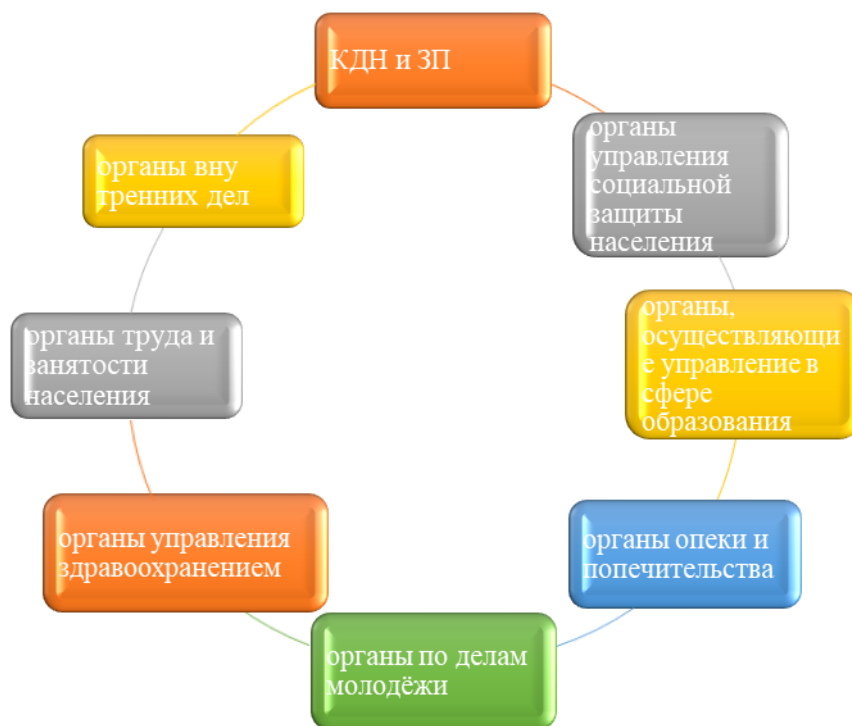 КДН и ЗП
органы
управления
социальной
защиты
населения
органы,
осуществляющи
е управление в
сфере
образования
органы опеки и
попечительства
органы по делам
молодёжи
органы управления
здравоохранением
органы труда и
занятости
населения
органы вну
тренних дел